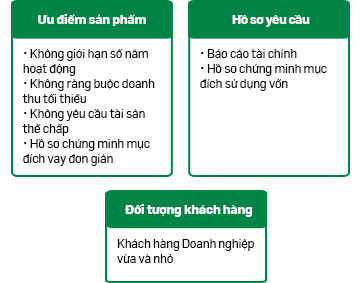 Ưu điểm sản phẩm
· Không giới hạn số năm
hoạt động
· Không ràng buộc doanh
thu tối thiểu
· Không yêu cầu tài sản
thế chấp
· Hồ sơ chứng minh mục
đích vay đơn giản
Hồ sơ yêu cầu
· Báo cáo tài chính
· Hồ sơ chứng minh mục
đích sử dụng vốn
Đối tượng khách hàng
Khách hàng Doanh nghiệp
vừa và nhỏ